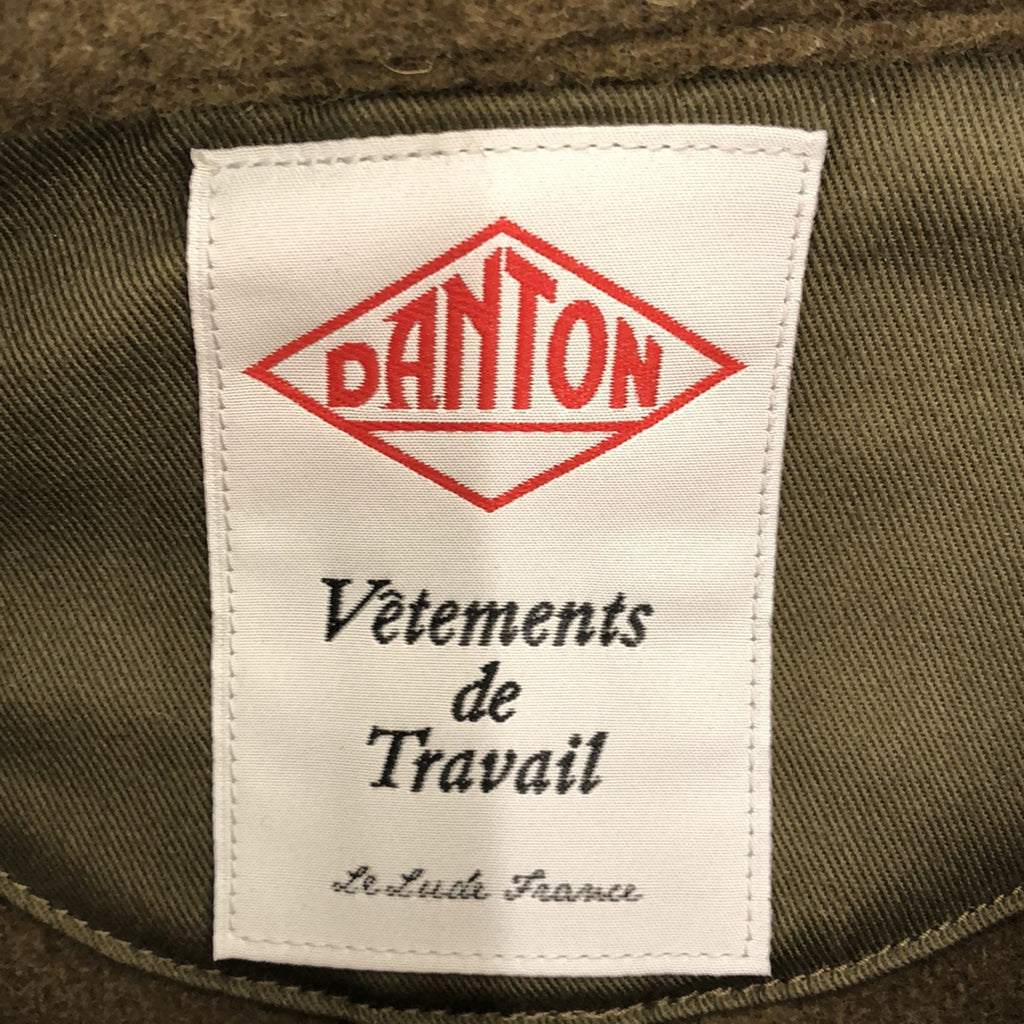 DANTON
Vêtements
de
Travail
Le Lude France